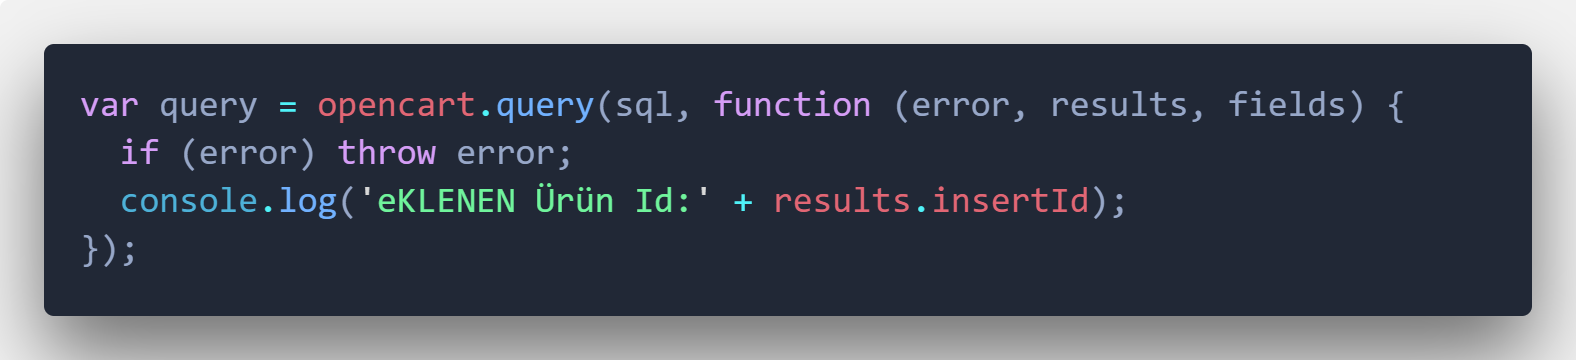 var query = opencart.query(sql, function (error, results, fields) {
  if (error) throw error;
  console.log('eKLENEN Ürün Id:' + results.insertId);
});